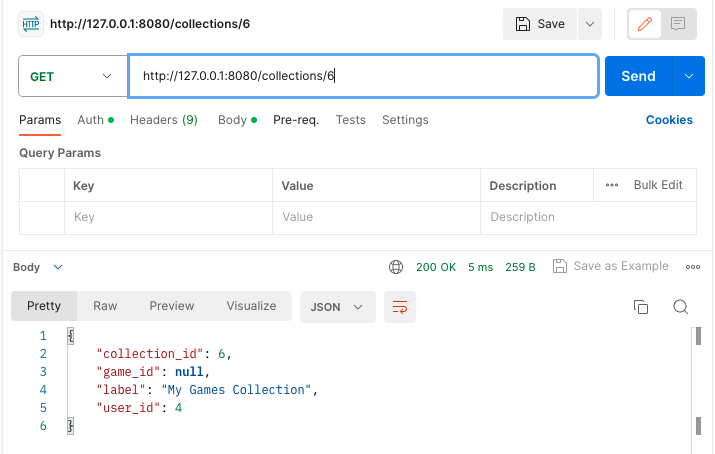 HTTP http://127.0.0.1:8080/collections/6 Save
GET http://127.0.0.1:8080/collections/6 Send
Params Auth Headers (9) Body Pre-req. Tests Settings Cookies
Query Params
Key Value Description Bulk Edit
Key Value Description
Body 200 OK 5 ms 259 B Save as Example
Pretty Raw Preview Visualize JSON
1 {
2 "collection_id": 6,
3 "game_id": null,
4 "label": "My Games Collection",
5 "user_id": 4
6 }